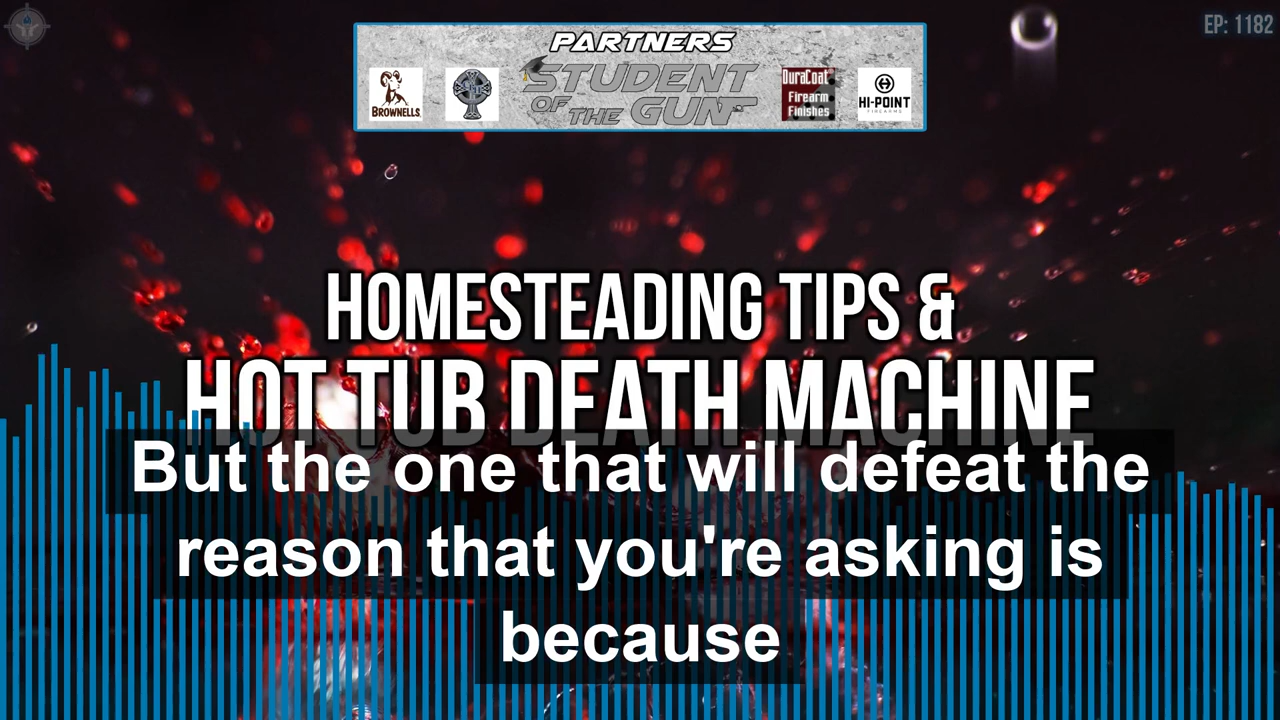 EP: 1182
PARTNERS
STUDENT
OF THE GUN
BROWNELLS
DuraCoat
Firearm
Finishes
HI-POINT
FIREARMS
HOMESTEADING TIPS &
HOT TUB DEATH MACHINE
But the one that will defeat the
reason that you're asking is
because